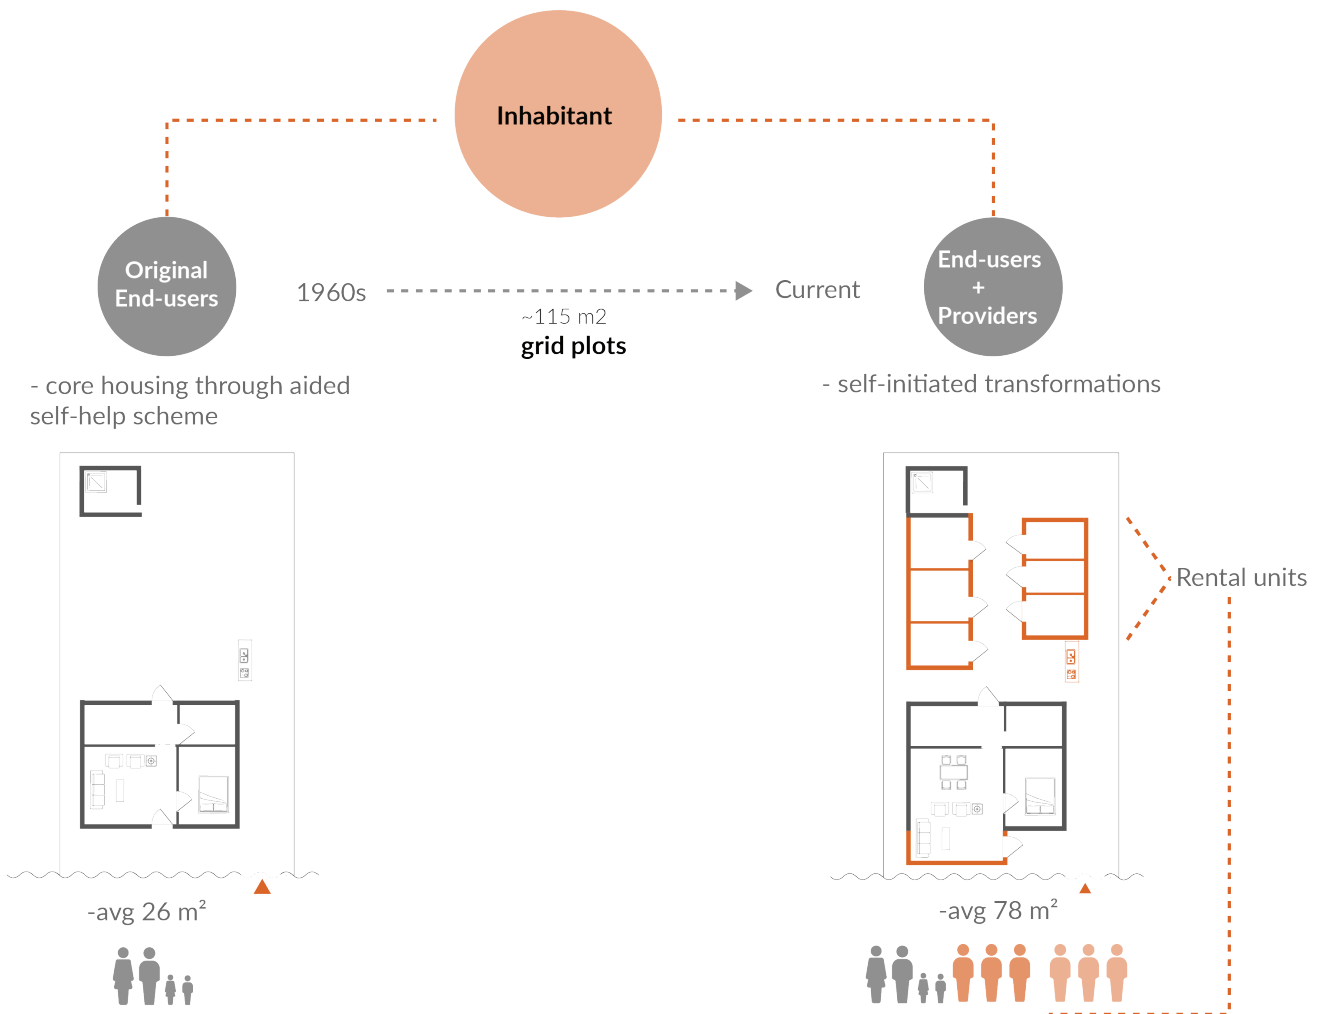 Inhabitant
Original
End-users
1960s
~115 m2
grid plots
Current
End-users
+
Providers
- core housing through aided
self-help scheme
- self-initiated transformations
Rental units
-avg 26 m²
-avg 78 m²